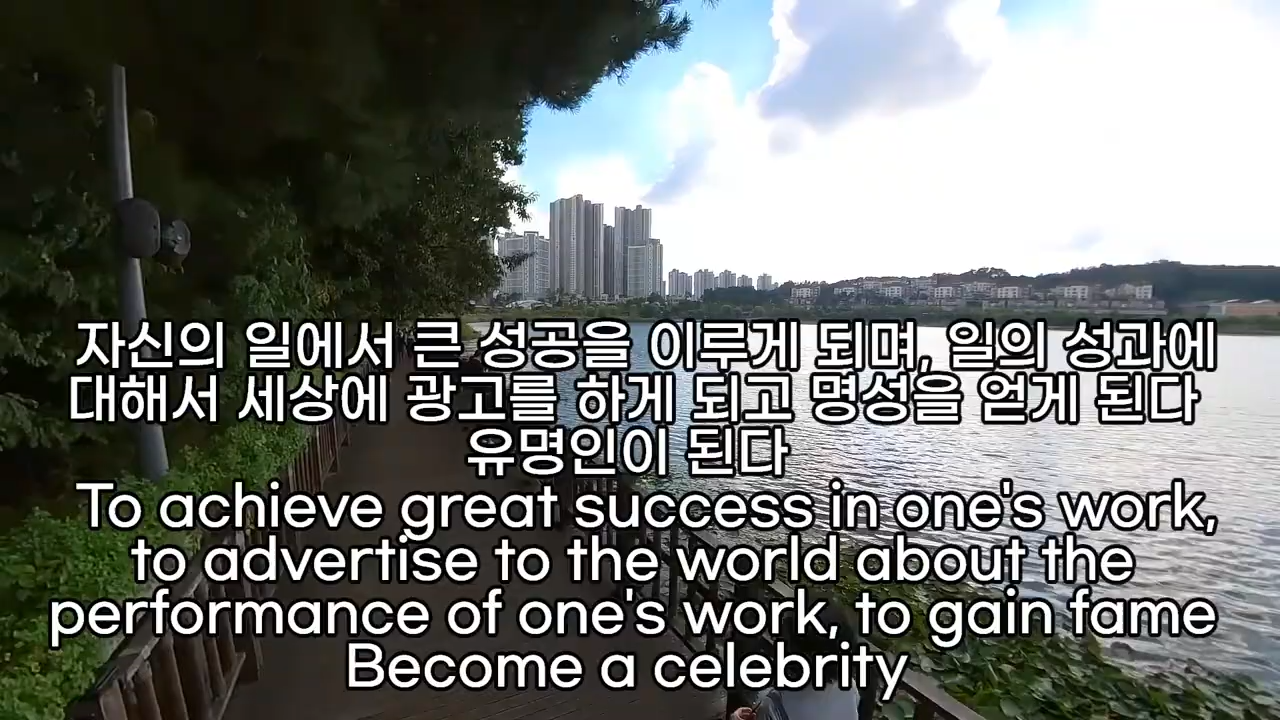 자신의 일에서 큰 성공을 이루게 되며, 일의 성과에
대해서 세상에 광고를 하게 되고 명성을 얻게 된다
유명인이 된다
To achieve great success in one's work,
to advertise to the world about the
performance of one's work, to gain fame
Become a celebrity